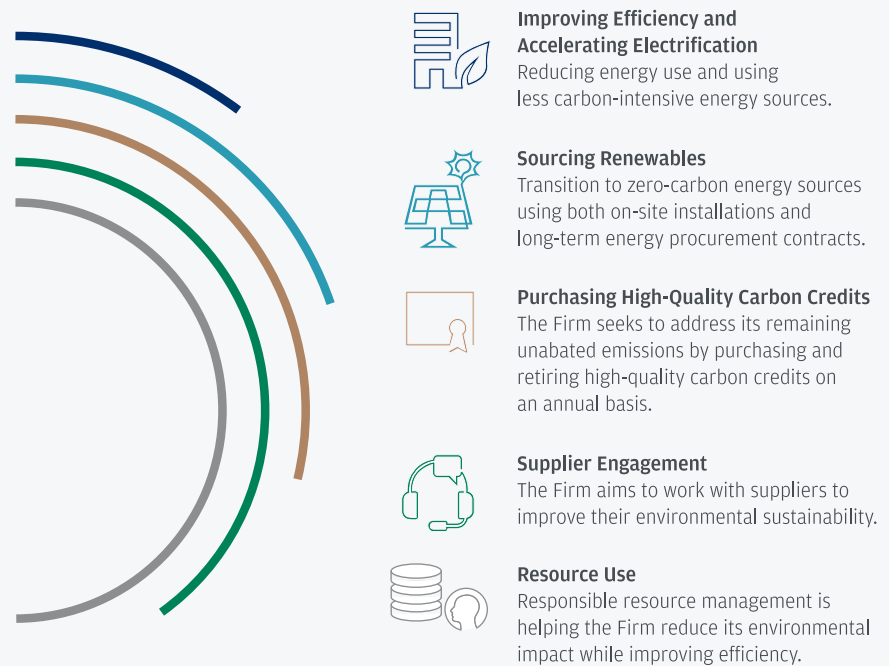 Improving Efficiency and
Accelerating Electrification
Reducing energy use and using
less carbon-intensive energy sources.
Sourcing Renewables
Transition to zero-carbon energy sources
using both on-site installations and
long-term energy procurement contracts.
Purchasing High-Quality Carbon Credits
The Firm seeks to address its remaining
unabated emissions by purchasing and
retiring high-quality carbon credits on
an annual basis.
Supplier Engagement
The Firm aims to work with suppliers to
improve their environmental sustainability.
Resource Use
Responsible resource management is
helping the Firm reduce its environmental
impact while improving efficiency.